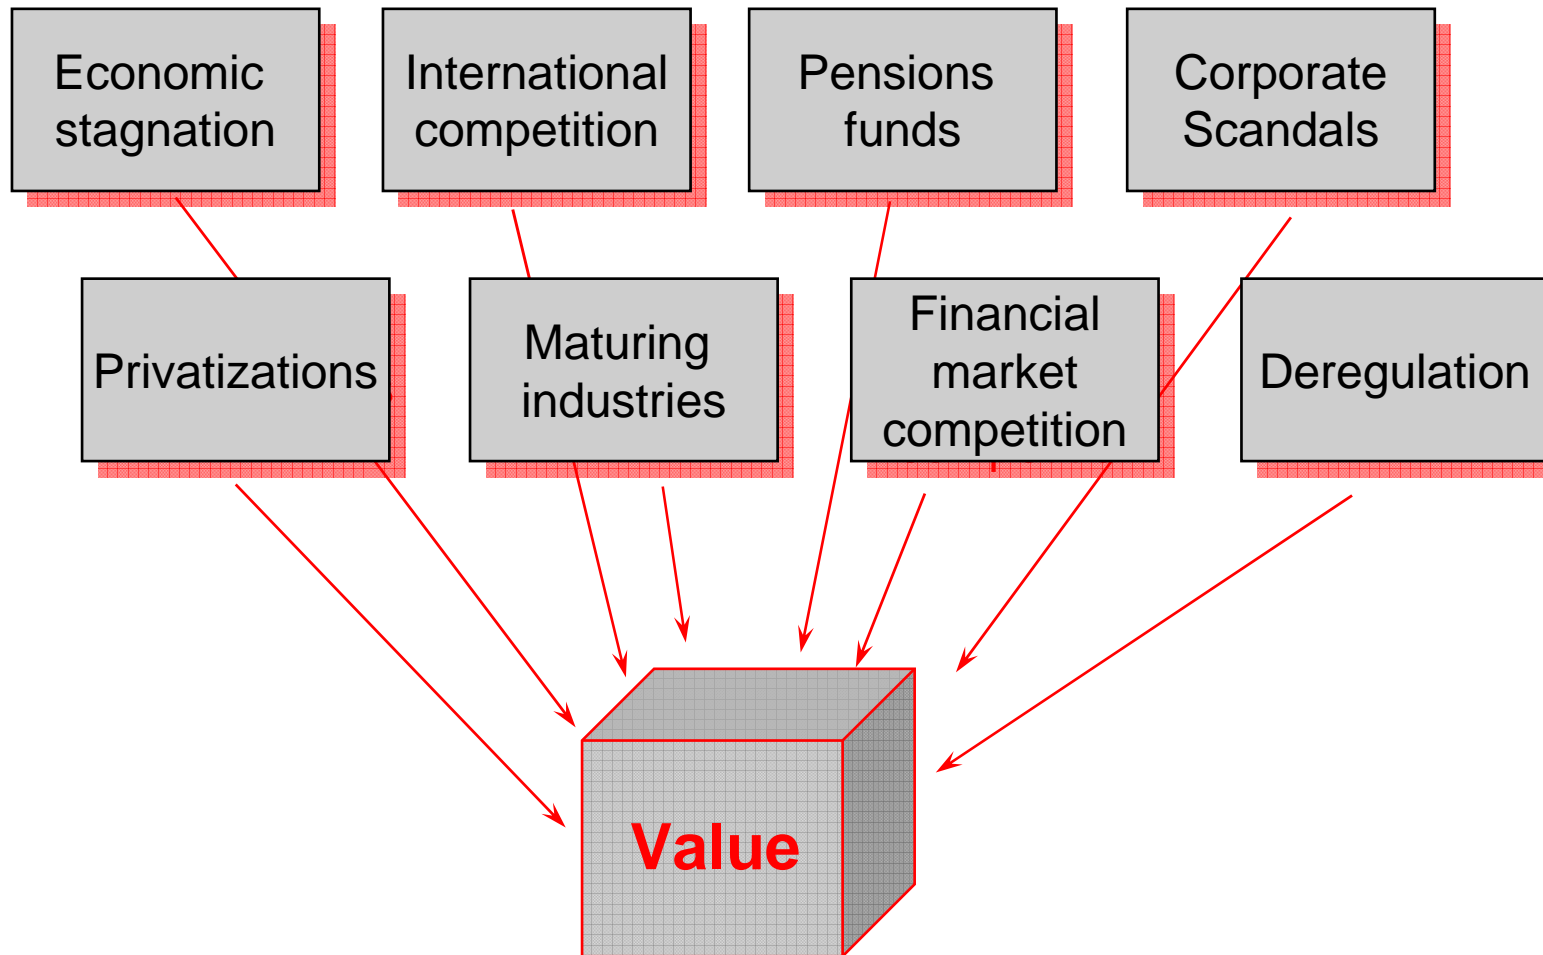 Economic
stagnation
International
competition
Pensions
funds
Corporate
Scandals
Privatizations
Maturing
industries
Financial
market
competition
Deregulation
Value